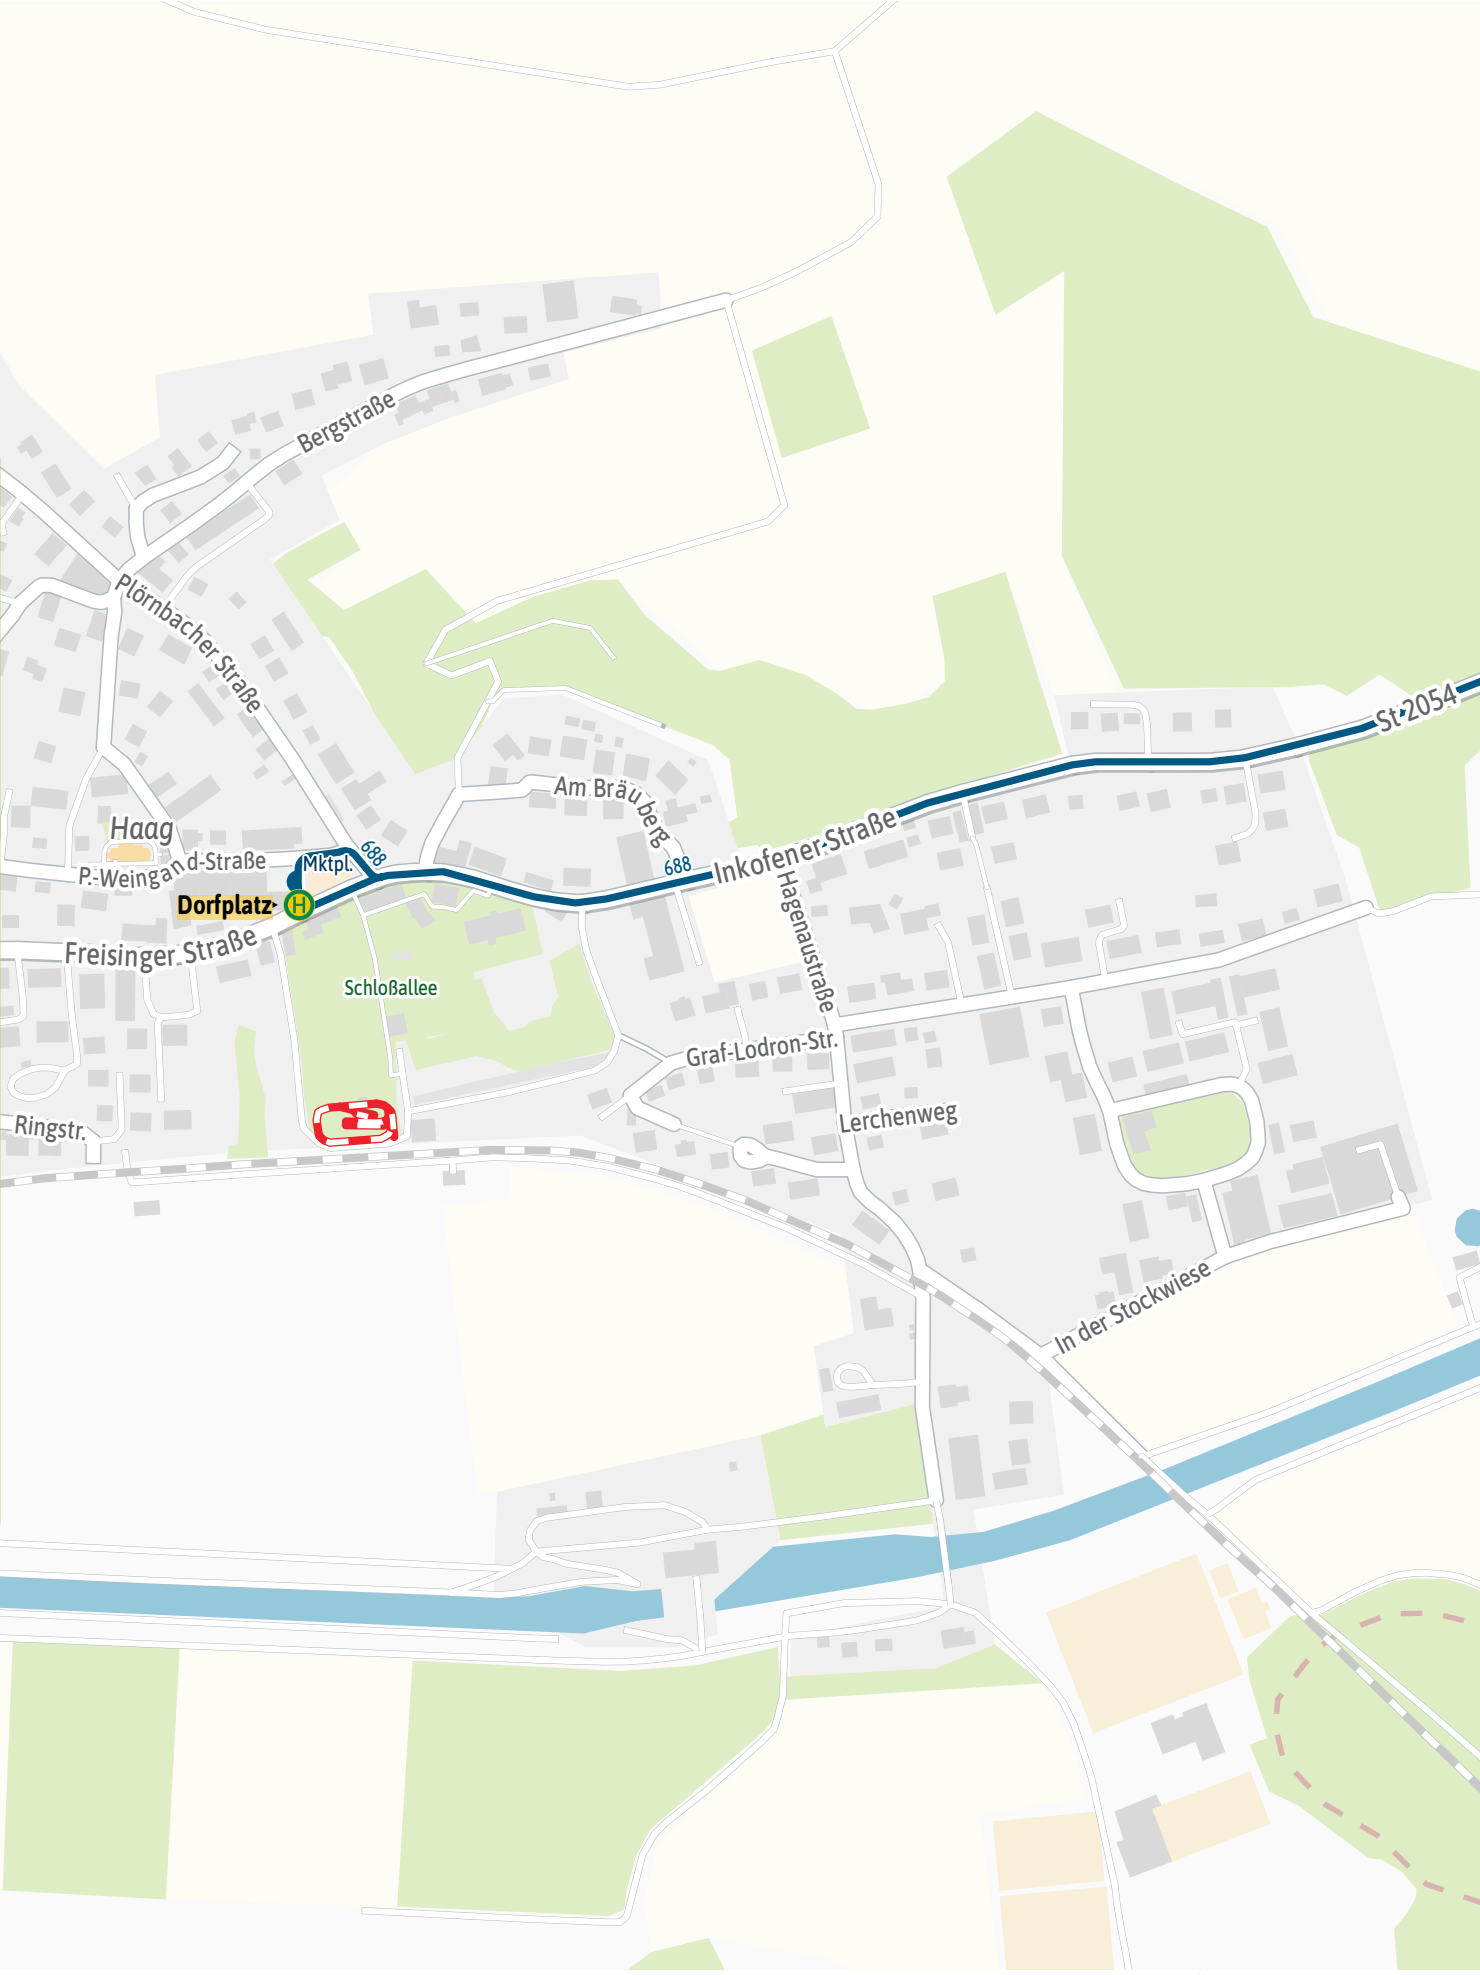 Bergstraße
Plörnbacher Straße
St 2054
Am Bräuberg
Haag
688
Inkofener Straße
Mktpl.
688
P.-Weingand-Straße
Dorfplatz
H
Hagenaustraße
Freisinger Straße
Schloßallee
Graf-Lodron-Str.
Lerchenweg
Ringstr.
In der Stockwiese